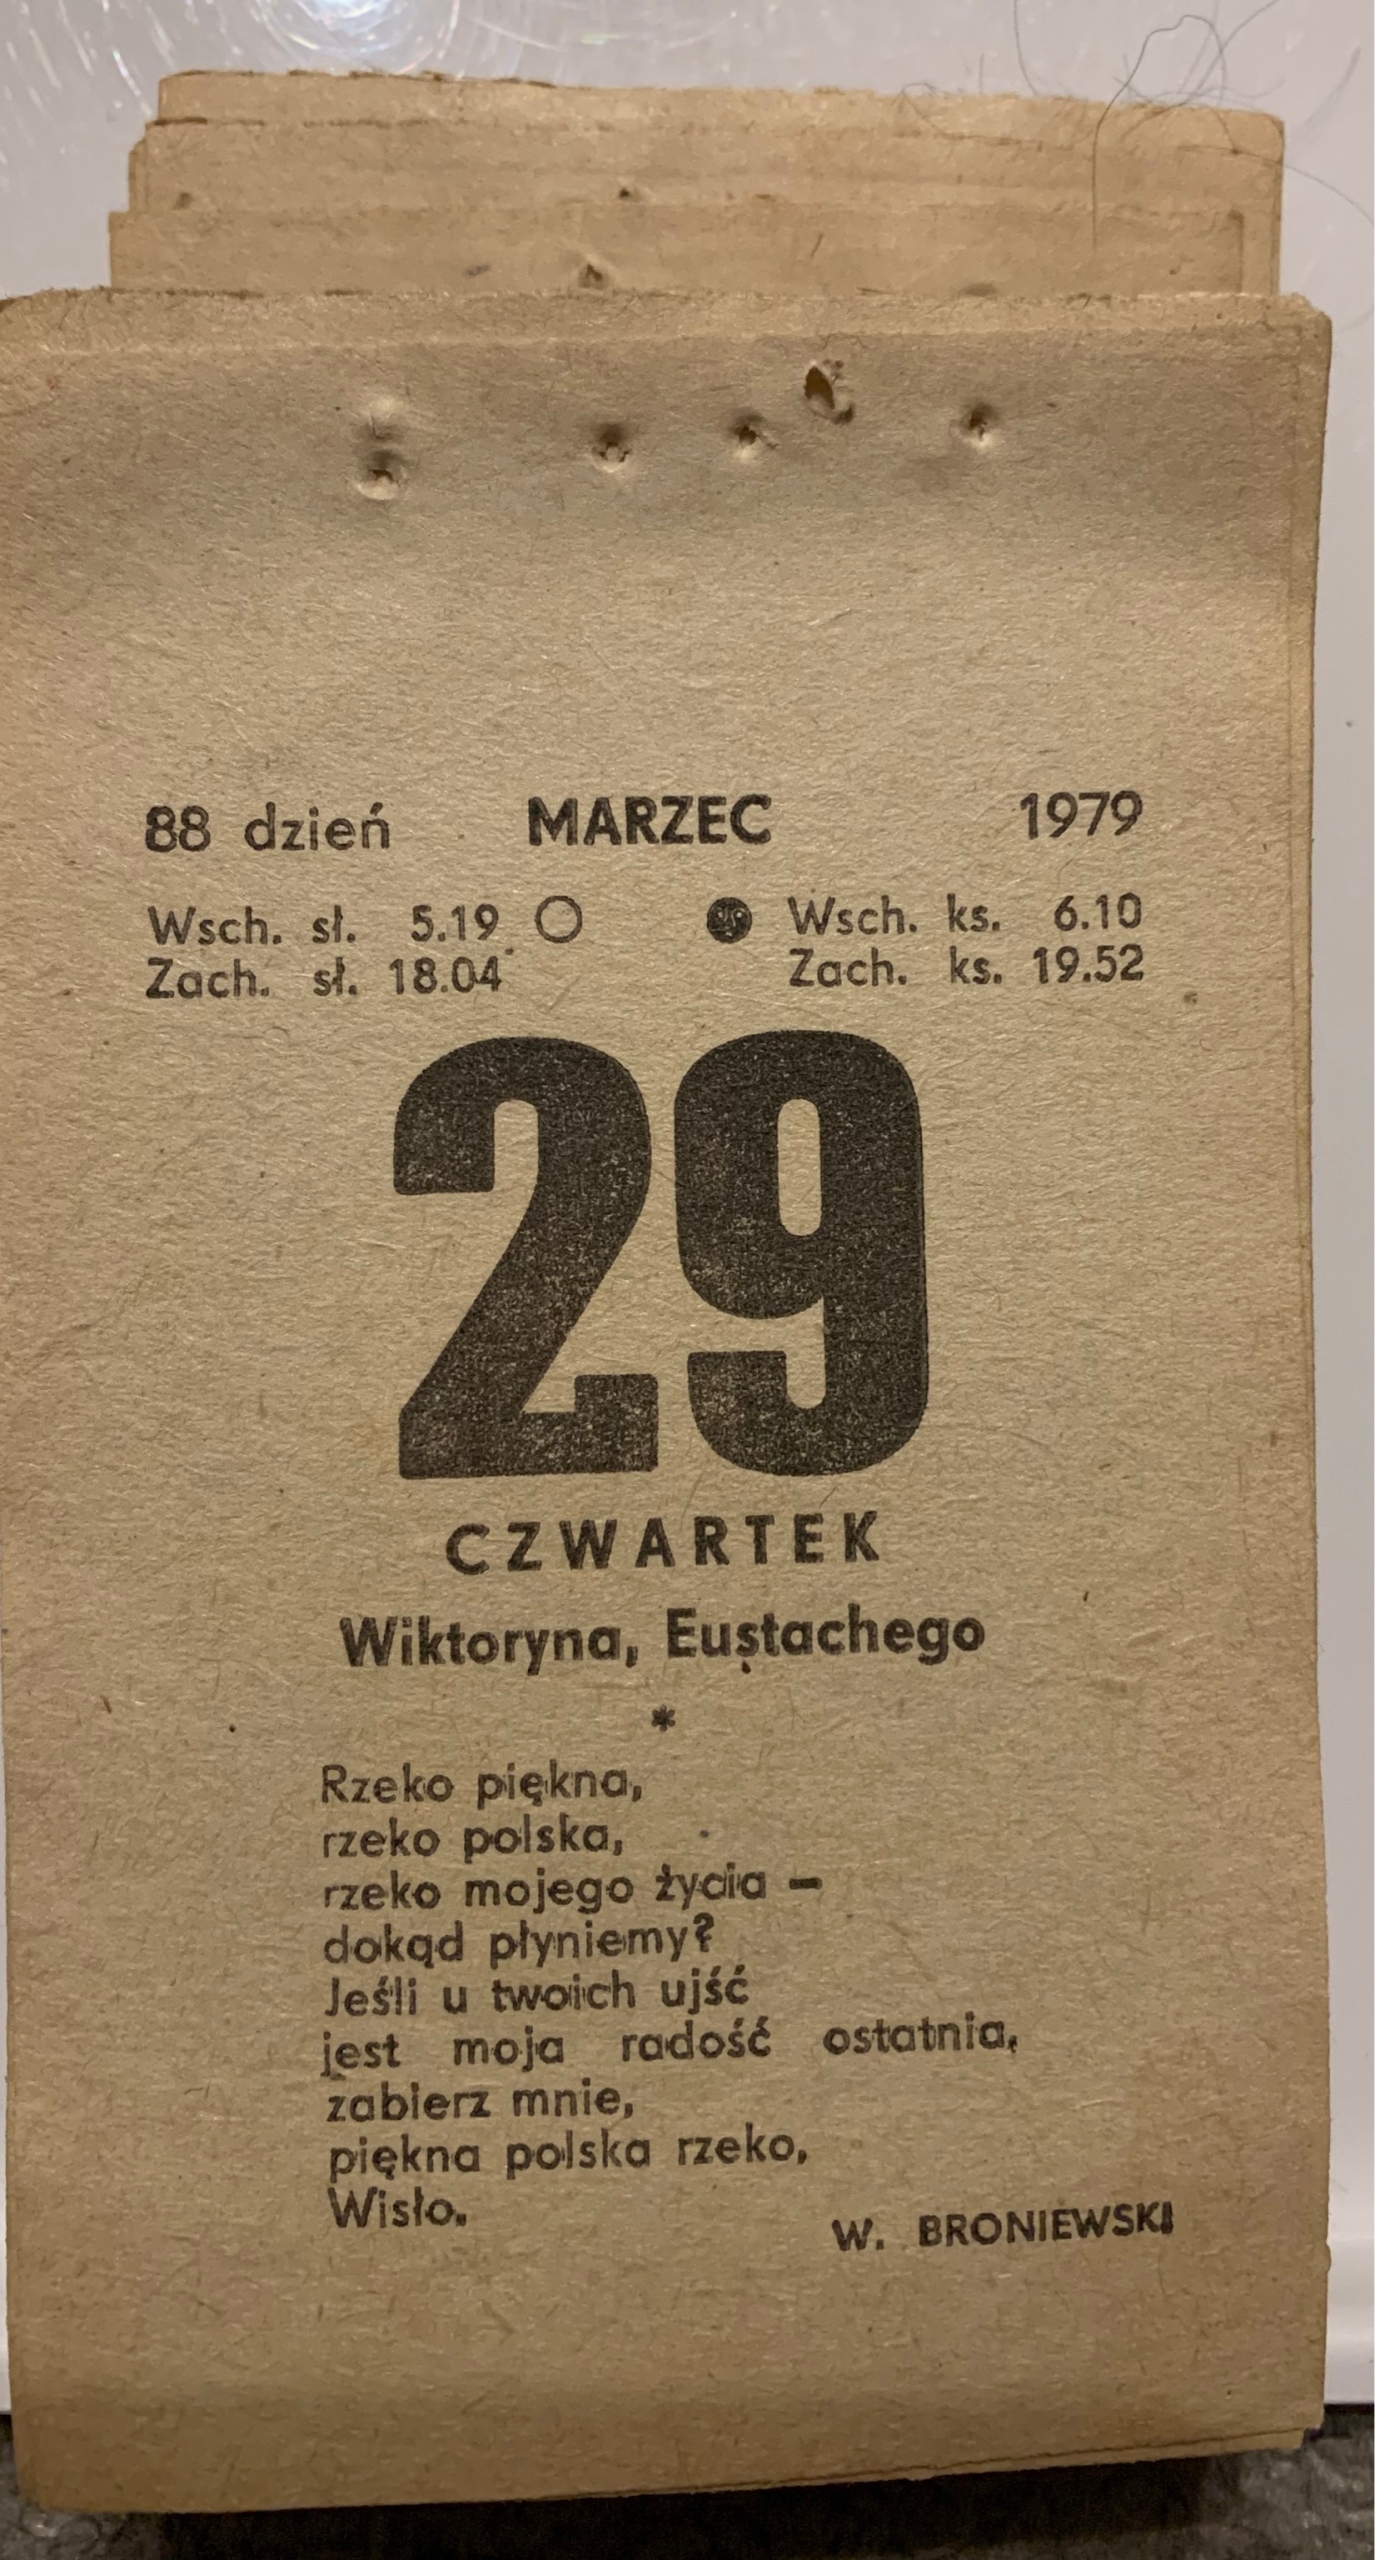 88 dzień MARZEC 1979
Wsch. sł. 5.19 Wsch. ks. 6.10
Zach. sł. 18.04 Zach. ks. 19.52
29
CZWARTEK
Wiktoryna, Eustachego
*
Rzeko piękna,
rzeko polska,
rzeko mojego życia –
dokąd płyniemy?
Jeśli u twoich ujść
jest moja radość ostatnia,
zabierz mnie,
piękna polska rzeko,
Wisło.
W. BRONIEWSKI